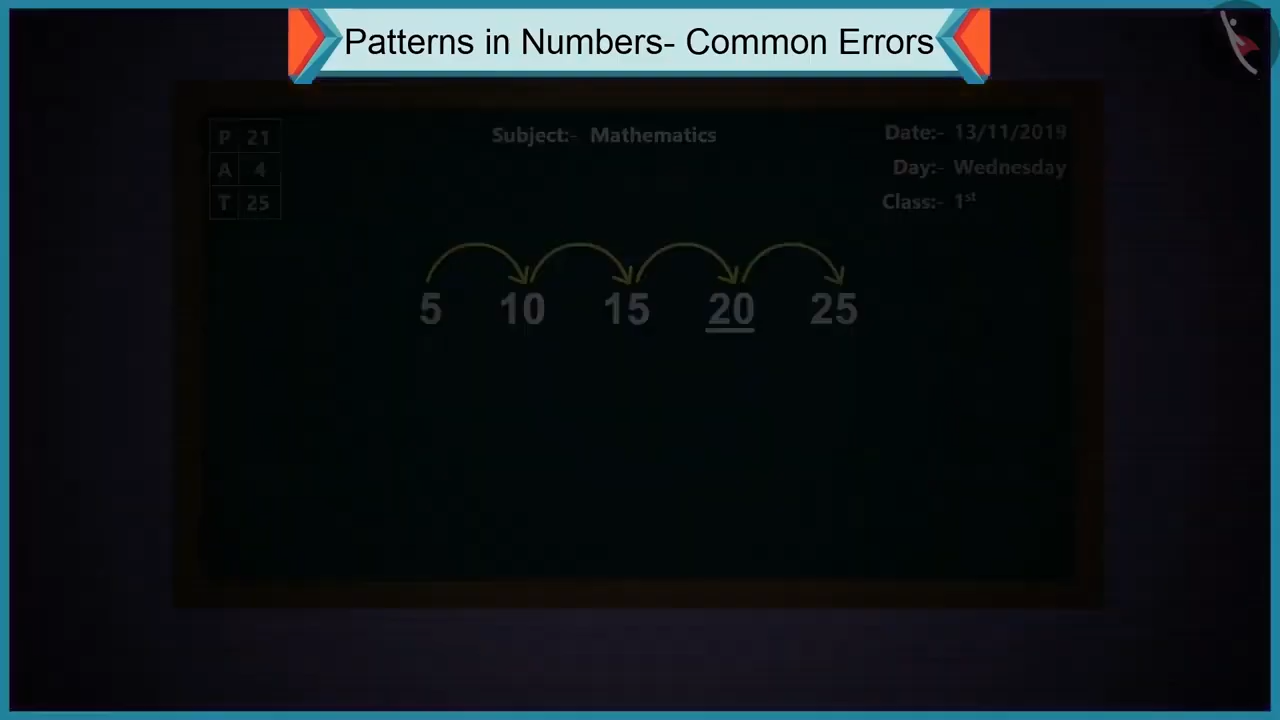 Patterns in Numbers- Common Errors
P 21
A 4
T 25
Subject:- Mathematics
Date:- 13/11/2019
Day:- Wednesday
Class:- 1st
5 10 15 20 25